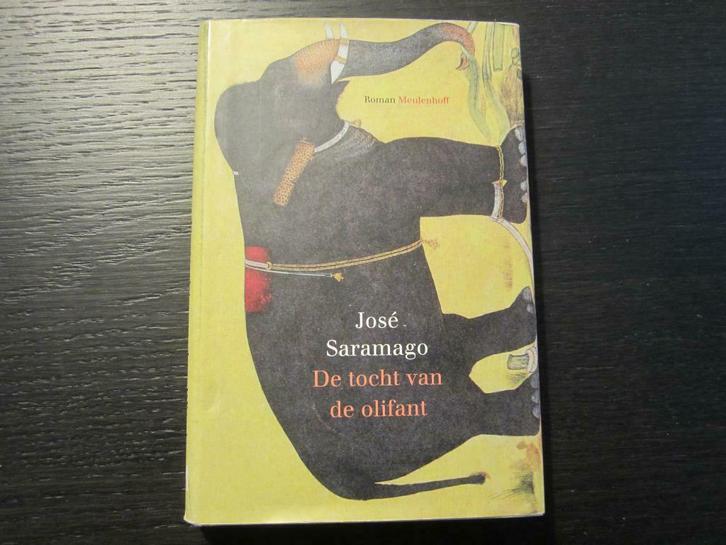 Roman Meulenhoff
José
Saramago
De tocht van
de olifant